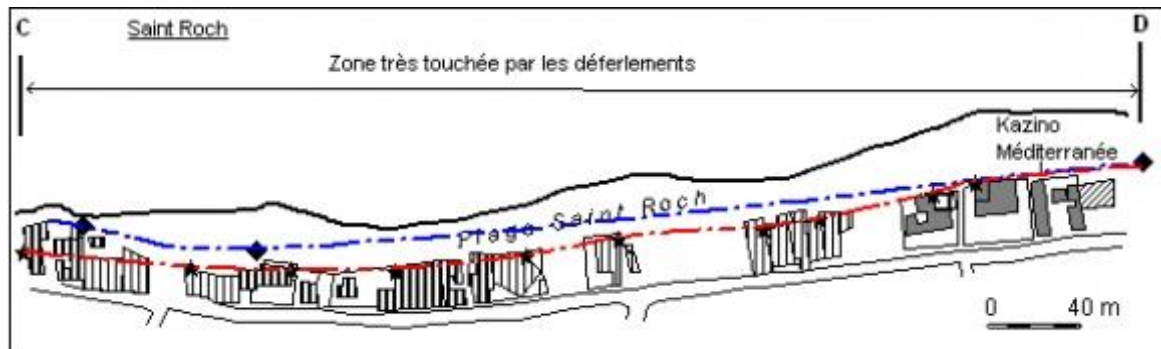 C
Saint Roch
D
Zone très touchée par les déferlements
Kazino
Méditerranée
Plage Saint Roch
0 40 m